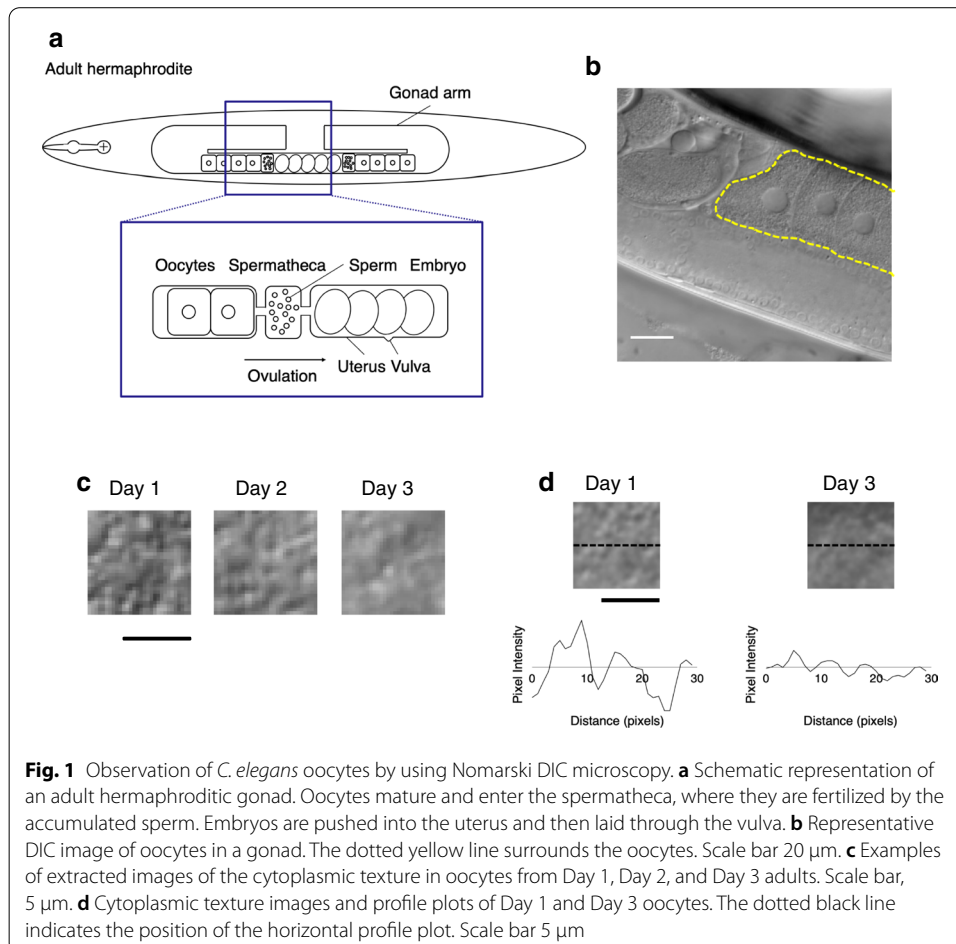 a
Adult hermaphrodite
Gonad arm
Oocytes Spermatheca Sperm Embryo
Uterus Vulva
Ovulation
b
c
Day 1 Day 2 Day 3
d
Day 1 Day 3
Pixel Intensity
0 10 20 30
Distance (pixels)
Pixel Intensity
0 10 20 30
Distance (pixels)
Fig. 1 Observation of C. elegans oocytes by using Nomarski DIC microscopy. a Schematic representation of
an adult hermaphroditic gonad. Oocytes mature and enter the spermatheca, where they are fertilized by the
accumulated sperm. Embryos are pushed into the uterus and then laid through the vulva. b Representative
DIC image of oocytes in a gonad. The dotted yellow line surrounds the oocytes. Scale bar 20 μm. c Examples
of extracted images of the cytoplasmic texture in oocytes from Day 1, Day 2, and Day 3 adults. Scale bar,
5 μm. d Cytoplasmic texture images and profile plots of Day 1 and Day 3 oocytes. The dotted black line
indicates the position of the horizontal profile plot. Scale bar 5 μm